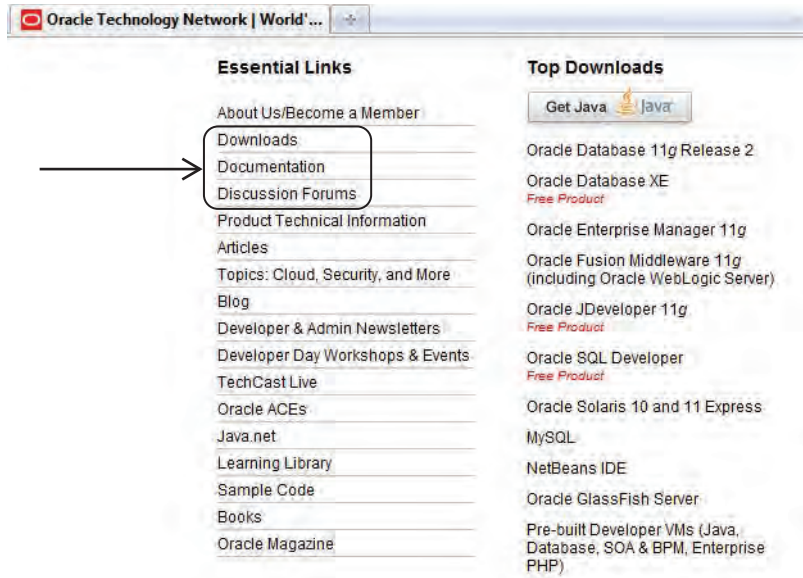 Oracle Technology Network | World'...
Essential Links
About Us/Become a Member
Downloads
Documentation
Discussion Forums
Product Technical Information
Articles
Topics: Cloud, Security, and More
Blog
Developer & Admin Newsletters
Developer Day Workshops & Events
TechCast Live
Oracle ACEs
Java.net
Learning Library
Sample Code
Books
Oracle Magazine
Top Downloads
Get Java Java
Oracle Database 11g Release 2
Oracle Database XE
Free Product
Oracle Enterprise Manager 11g
Oracle Fusion Middleware 11g
(including Oracle WebLogic Server)
Oracle JDeveloper 11g
Free Product
Oracle SQL Developer
Free Product
Oracle Solaris 10 and 11 Express
MySQL
NetBeans IDE
Oracle GlassFish Server
Pre-built Developer VMs (Java,
Database, SOA & BPM, Enterprise
PHP)